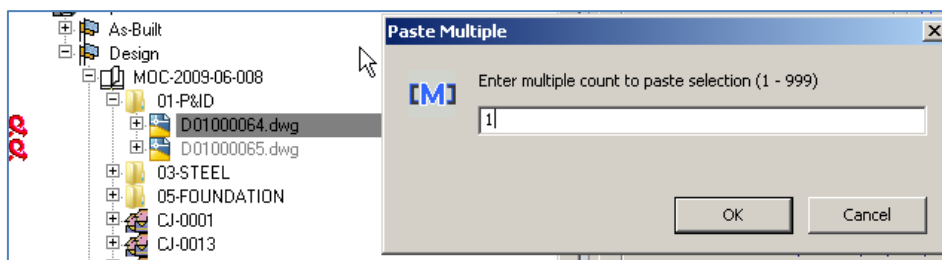 As-Built
Design
MOC-2009-06-008
01-P&ID
D01000064.dwg
D01000065.dwg
03-STEEL
05-FOUNDATION
CJ-0001
CJ-0013
Paste Multiple
[M]
Enter multiple count to paste selection (1 - 999)
1
OK
Cancel